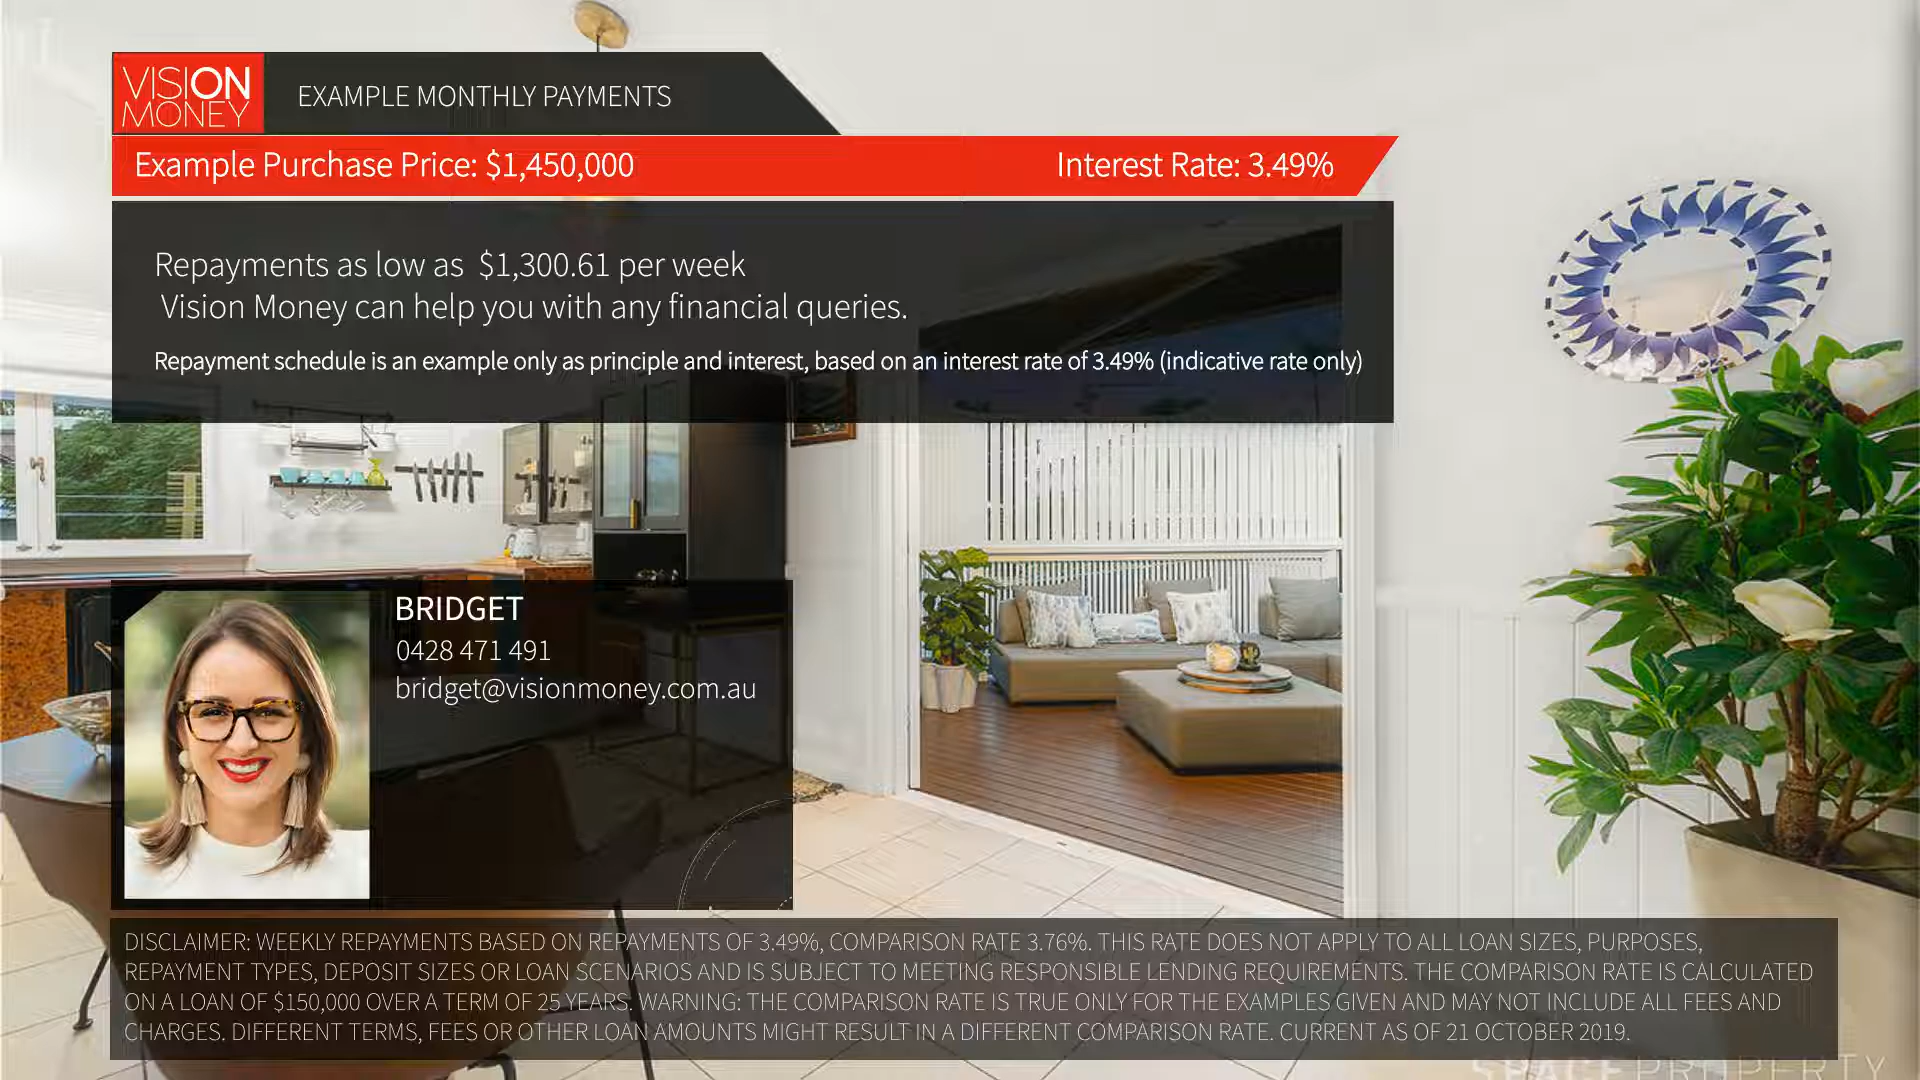 VISION
MONEY
EXAMPLE MONTHLY PAYMENTS
Example Purchase Price: $1,450,000
Interest Rate: 3.49%
Repayments as low as $1,300.61 per week
Vision Money can help you with any financial queries.
Repayment schedule is an example only as principle and interest, based on an interest rate of 3.49% (indicative rate only)
BRIDGET
0428 471 491
bridget@visionmoney.com.au
DISCLAIMER: WEEKLY REPAYMENTS BASED ON REPAYMENTS OF 3.49%, COMPARISON RATE 3.76%. THIS RATE DOES NOT APPLY TO ALL LOAN SIZES, PURPOSES,
REPAYMENT TYPES, DEPOSIT SIZES OR LOAN SCENARIOS AND IS SUBJECT TO MEETING RESPONSIBLE LENDING REQUIREMENTS. THE COMPARISON RATE IS CALCULATED
ON A LOAN OF $150,000 OVER A TERM OF 25 YEARS. WARNING: THE COMPARISON RATE IS TRUE ONLY FOR THE EXAMPLES GIVEN AND MAY NOT INCLUDE ALL FEES AND
CHARGES. DIFFERENT TERMS, FEES OR OTHER LOAN AMOUNTS MIGHT RESULT IN A DIFFERENT COMPARISON RATE. CURRENT AS OF 21 OCTOBER 2019.
SPACE PROPERTY